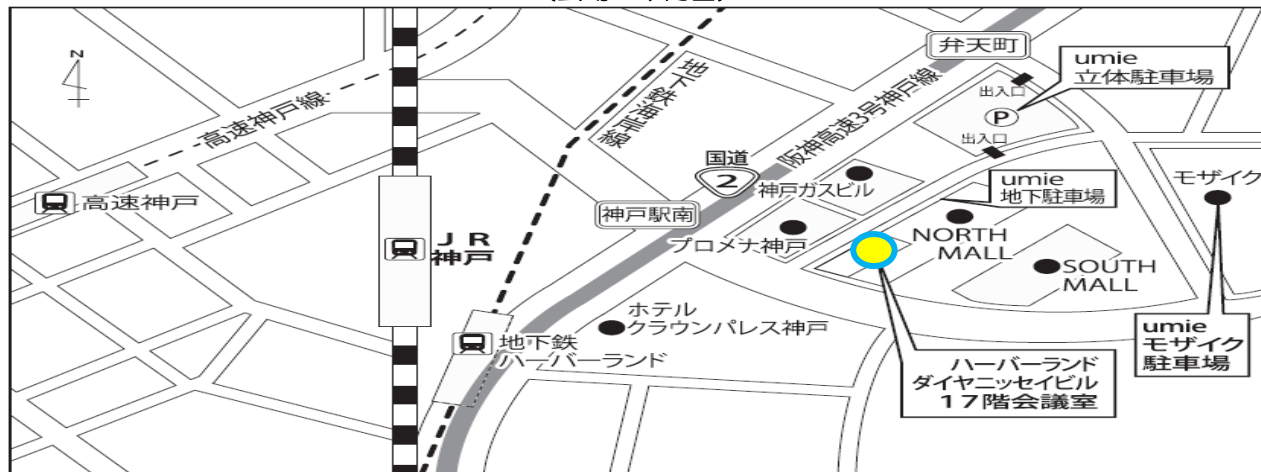 N
高速神戸線
高速神戸
JR
神戸
地下鉄海岸線
地下鉄
ハーバーランド
国道
2
阪神高速3号神戸線
弁天町
神戸駅南
神戸ガスビル
プロメナ神戸
ホテル
クラウンパレス神戸
umie
立体駐車場
出入口
P
出入口
umie
地下駐車場
NORTH
MALL
SOUTH
MALL
モザイク
umie
モザイク
駐車場
ハーバーランド
ダイヤニッセイビル
17階会議室